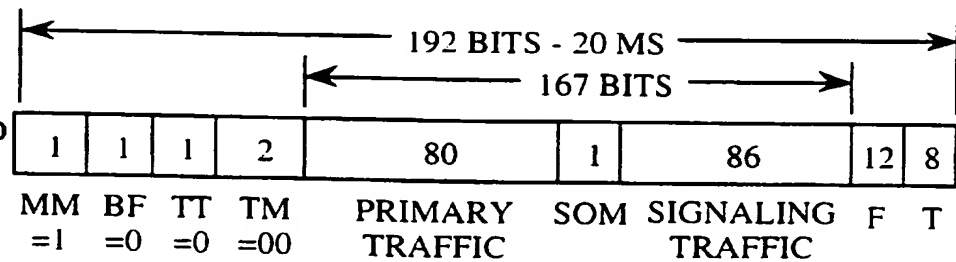 192 BITS - 20 MS
167 BITS
1 1 1 2 80 1 86 12 8
MM BF TT TM PRIMARY SOM SIGNALING F T
=1 =0 =0 =00 TRAFFIC TRAFFIC